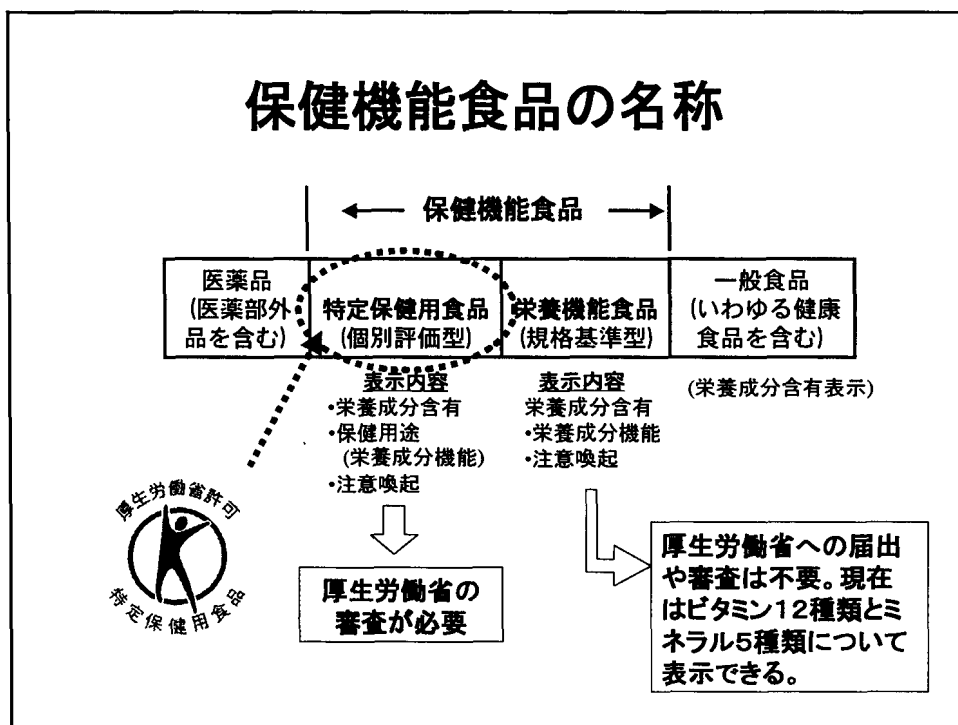 保健機能食品の名称
保健機能食品
医薬品
(医薬部外
品を含む)
特定保健用食品
(個別評価型)
栄養機能食品
(規格基準型)
一般食品
(いわゆる健康
食品を含む)
表示内容
・栄養成分含有
・保健用途
(栄養成分機能)
・注意喚起
表示内容
栄養成分含有
・栄養成分機能
・注意喚起
(栄養成分含有表示)
厚生労働省許可
特定保健用食品
厚生労働省の
審査が必要
厚生労働省への届出
や審査は不要。現在
はビタミン12種類とミ
ネラル5種類について
表示できる。